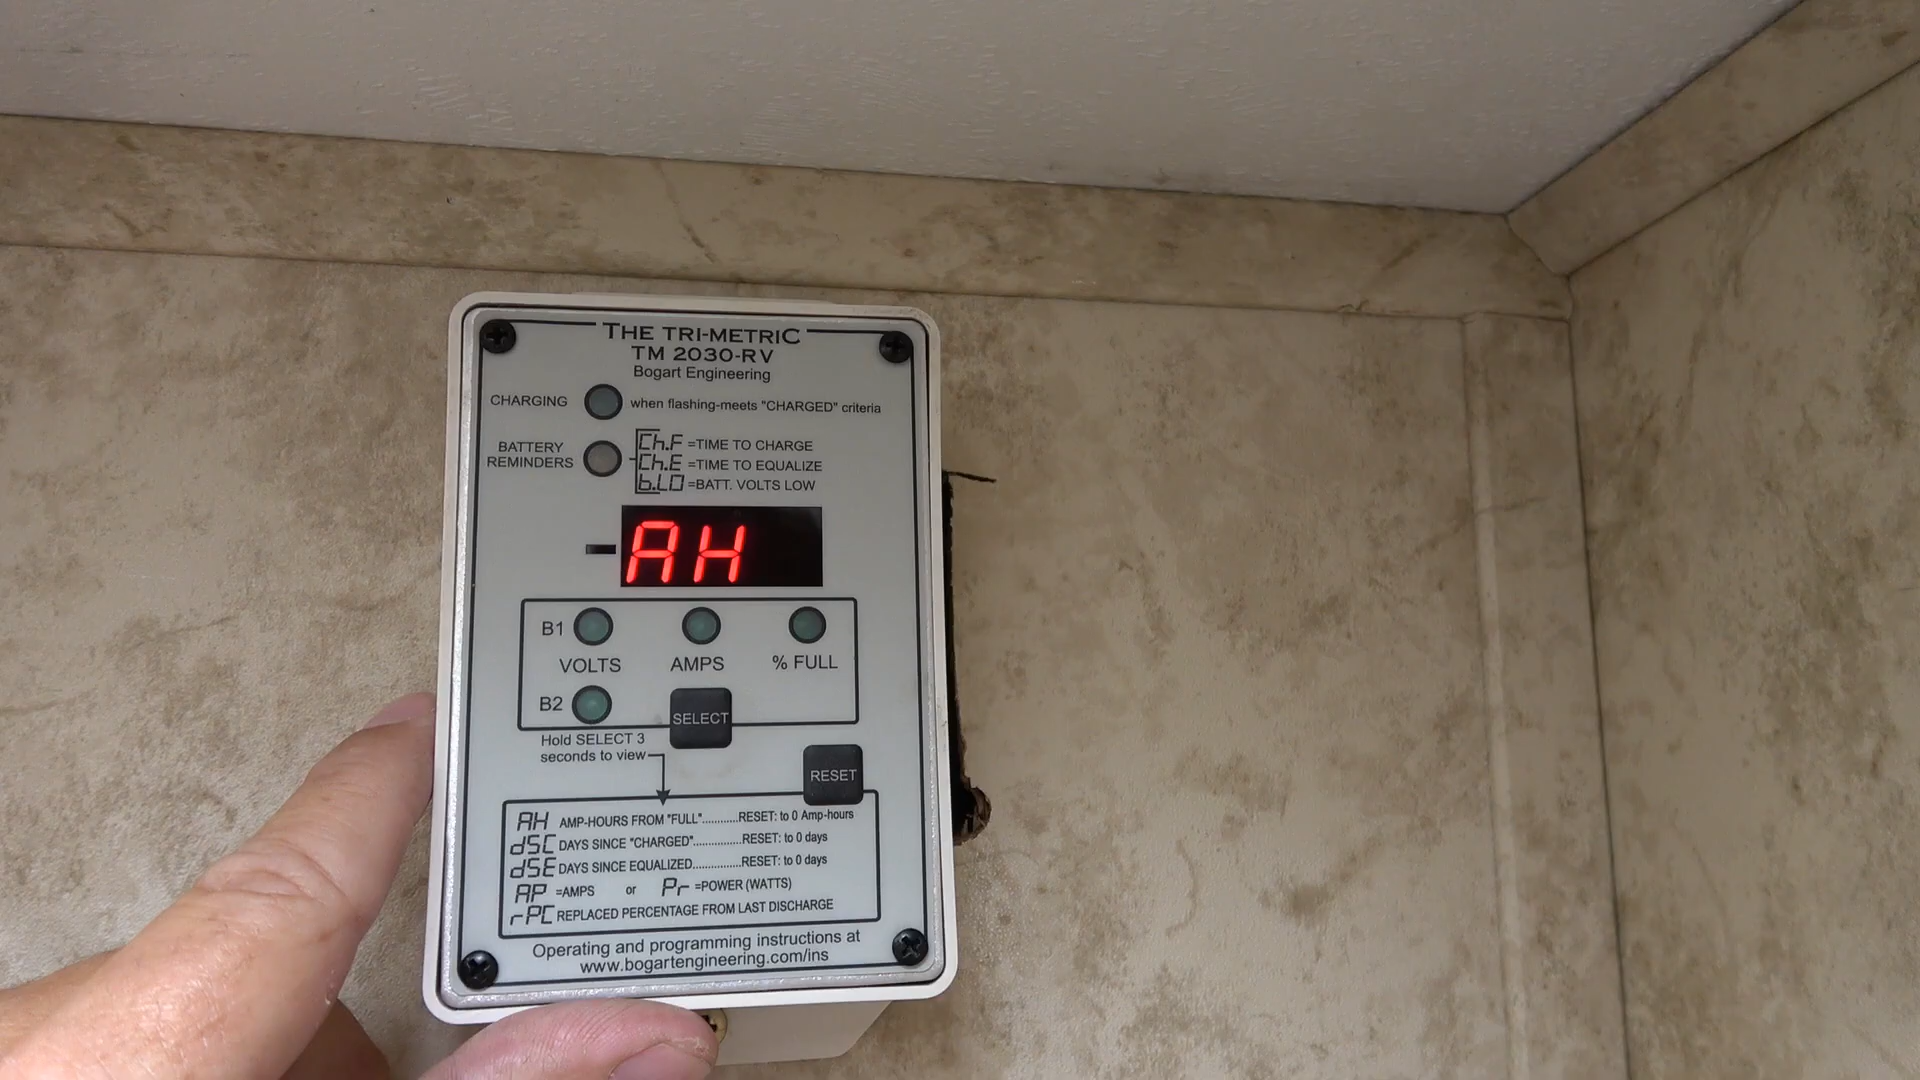 THE TRI-METRIC
TM 2030-RV
Bogart Engineering
CHARGING
when flashing-meets "CHARGED" criteria
BATTERY
REMINDERS
Ch.F =TIME TO CHARGE
Ch.E =TIME TO EQUALIZE
b.LO =BATT. VOLTS LOW
AH
B1
VOLTS
AMPS
% FULL
B2
SELECT
Hold SELECT 3
seconds to view
RESET
AH AMP-HOURS FROM "FULL"............RESET: to 0 Amp-hours
dSC DAYS SINCE "CHARGED"................RESET: to 0 days
dSE DAYS SINCE EQUALIZED...............RESET: to 0 days
AP =AMPS or Pr =POWER (WATTS)
rPC REPLACED PERCENTAGE FROM LAST DISCHARGE
Operating and programming instructions at
www.bogartengineering.com/ins